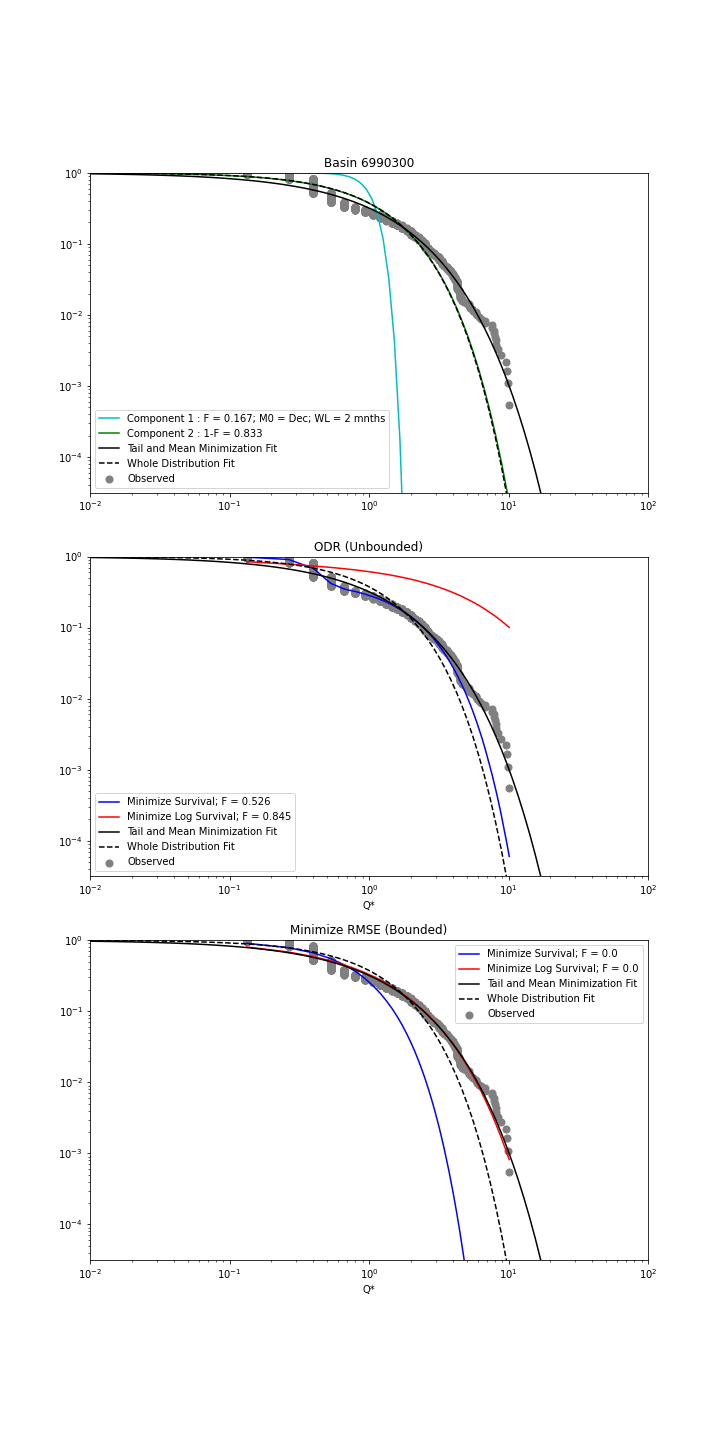 Basin 6990300
10^0
10^-1
10^-2
10^-3
10^-4
Component 1 : F = 0.167; M0 = Dec; WL = 2 mnths
Component 2 : 1-F = 0.833
Tail and Mean Minimization Fit
Whole Distribution Fit
Observed
10^-2 10^-1 10^0 10^1 10^2
ODR (Unbounded)
10^0
10^-1
10^-2
10^-3
10^-4
Minimize Survival; F = 0.526
Minimize Log Survival; F = 0.845
Tail and Mean Minimization Fit
Whole Distribution Fit
Observed
10^-2 10^-1 10^0 10^1 10^2
Q*
Minimize RMSE (Bounded)
10^0
10^-1
10^-2
10^-3
10^-4
Minimize Survival; F = 0.0
Minimize Log Survival; F = 0.0
Tail and Mean Minimization Fit
Whole Distribution Fit
Observed
10^-2 10^-1 10^0 10^1 10^2
Q*